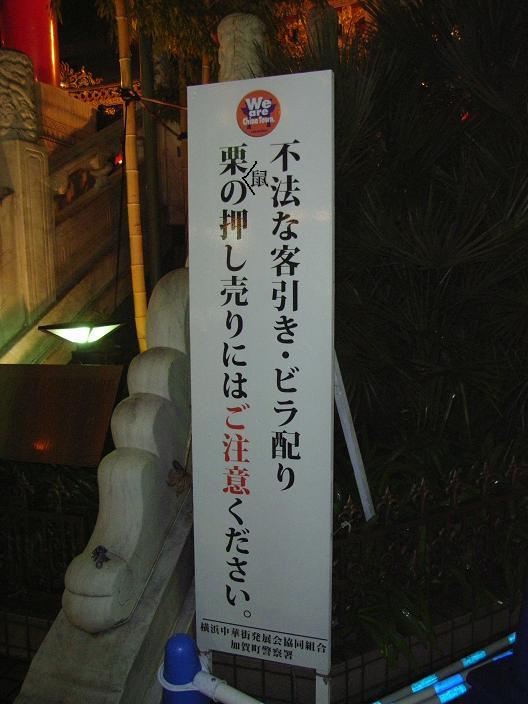 We
are
China Town.
不法な客引き・ビラ配り
鼠
栗の押し売りにはご注意ください。
横浜中華街発展会協同組合
加賀町警察署